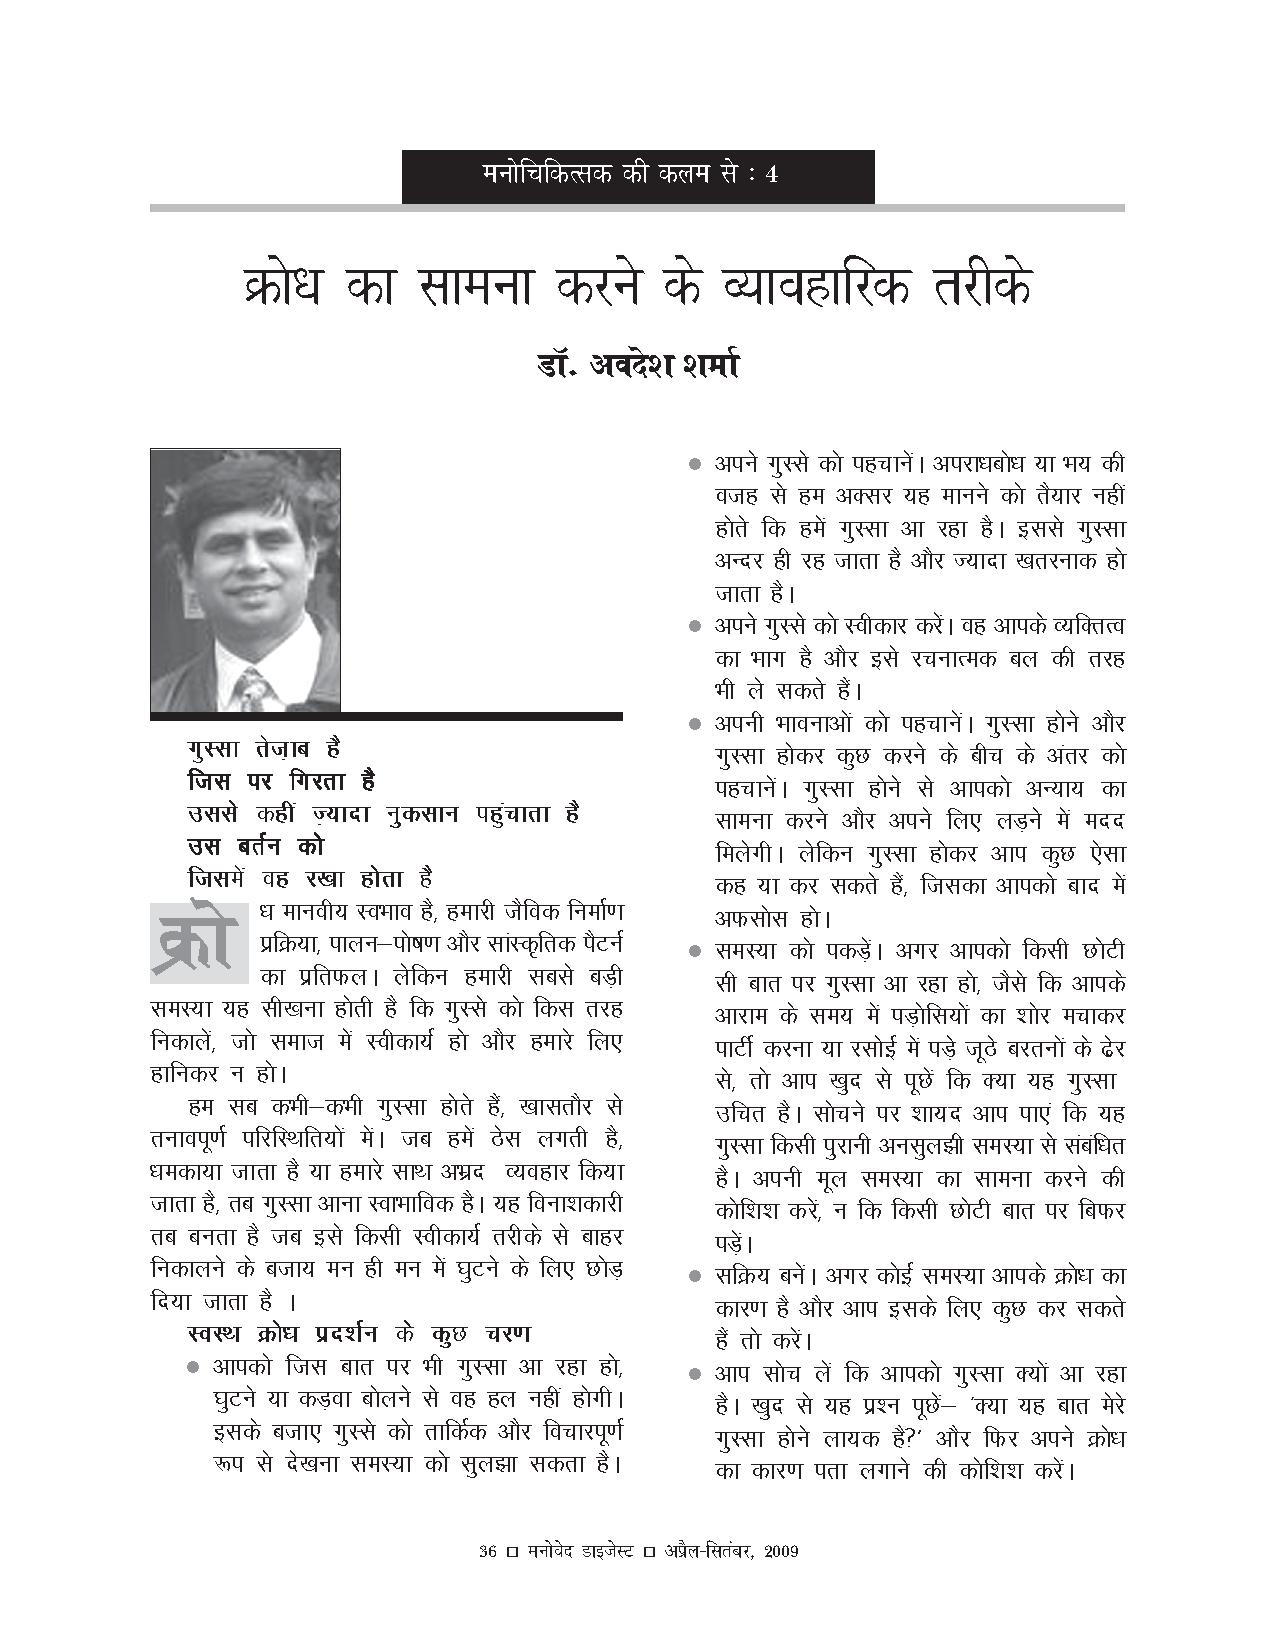 मनोचिकित्सक की कलम से : 4
क्रोध का सामना करने के व्यावहारिक तरीके
डॉ. अवदेश शर्मा
गुस्सा तेज़ाब है
जिस पर गिरता है
उससे कहीं ज़्यादा नुकसान पहुंचाता है
उस बर्तन को
जिसमें वह रखा होता है
क्रोध मानवीय स्वभाव है, हमारी जैविक निर्माण
प्रक्रिया, पालन–पोषण और सांस्कृतिक पैटर्न
का प्रतिफल। लेकिन हमारी सबसे बड़ी
समस्या यह सीखना होती है कि गुस्से को किस तरह
निकालें, जो समाज में स्वीकार्य हो और हमारे लिए
हानिकर न हो।
हम सब कभी–कभी गुस्सा होते हैं, खासतौर से
तनावपूर्ण परिस्थितियों में। जब हमें ठेस लगती है,
धमकाया जाता है या हमारे साथ अभ्रद व्यवहार किया
जाता है, तब गुस्सा आना स्वाभाविक है। यह विनाशकारी
तब बनता है जब इसे किसी स्वीकार्य तरीके से बाहर
निकालने के बजाय मन ही मन में घुटने के लिए छोड़
दिया जाता है ।
स्वस्थ क्रोध प्रदर्शन के कुछ चरण
● आपको जिस बात पर भी गुस्सा आ रहा हो,
घुटने या कड़वा बोलने से वह हल नहीं होगी।
इसके बजाए गुस्से को तार्किक और विचारपूर्ण
रूप से देखना समस्या को सुलझा सकता है।
● अपने गुस्से को पहचानें। अपराधबोध या भय की
वजह से हम अक्सर यह मानने को तैयार नहीं
होते कि हमें गुस्सा आ रहा है। इससे गुस्सा
अन्दर ही रह जाता है और ज्यादा खतरनाक हो
जाता है।
● अपने गुस्से को स्वीकार करें। वह आपके व्यक्तित्व
का भाग है और इसे रचनात्मक बल की तरह
भी ले सकते हैं।
● अपनी भावनाओं को पहचानें। गुस्सा होने और
गुस्सा होकर कुछ करने के बीच के अंतर को
पहचानें। गुस्सा होने से आपको अन्याय का
सामना करने और अपने लिए लड़ने में मदद
मिलेगी। लेकिन गुस्सा होकर आप कुछ ऐसा
कह या कर सकते हैं, जिसका आपको बाद में
अफसोस हो।
● समस्या को पकड़ें। अगर आपको किसी छोटी
सी बात पर गुस्सा आ रहा हो, जैसे कि आपके
आराम के समय में पड़ोसियों का शोर मचाकर
पार्टी करना या रसोई में पड़े जूठे बरतनों के ढेर
से, तो आप खुद से पूछें कि क्या यह गुस्सा
उचित है। सोचने पर शायद आप पाएं कि यह
गुस्सा किसी पुरानी अनसुलझी समस्या से संबंधित
है। अपनी मूल समस्या का सामना करने की
कोशिश करें, न कि किसी छोटी बात पर बिफर
पड़ें।
● सक्रिय बनें। अगर कोई समस्या आपके क्रोध का
कारण है और आप इसके लिए कुछ कर सकते
हैं तो करें।
● आप सोच लें कि आपको गुस्सा क्यों आ रहा
है। खुद से यह प्रश्न पूछें– ‘क्या यह बात मेरे
गुस्सा होने लायक है?’ और फिर अपने क्रोध
का कारण पता लगाने की कोशिश करें।
36 □ मनोवेद डाइजेस्ट □ अप्रैल-सितंबर, 2009